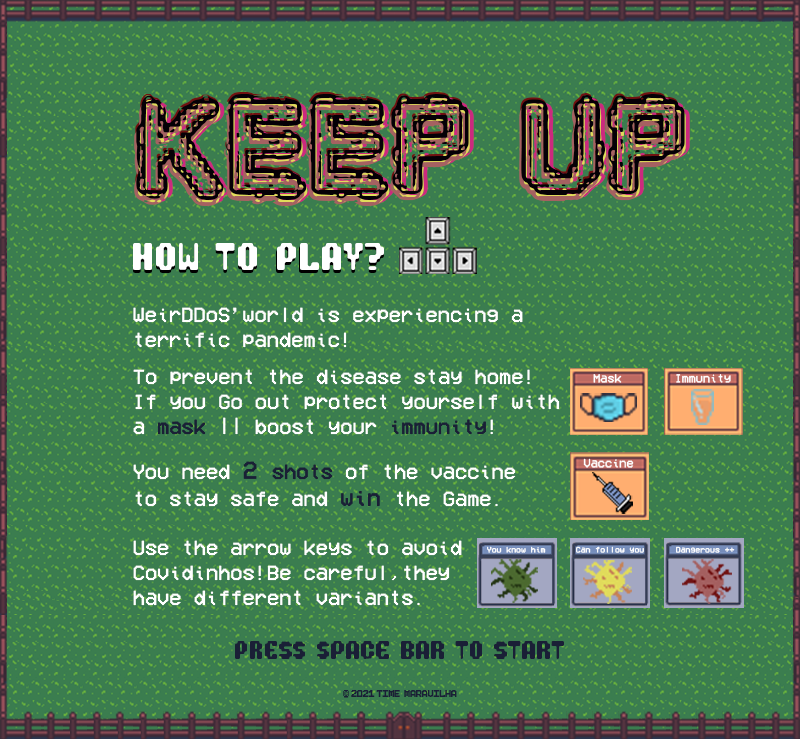 KEEP UP
HOW TO PLAY?
WeirDDoS'world is experiencing a
terrific pandemic!
To prevent the disease stay home!
If you Go out protect yourself with
a mask || boost your immunity!
Mask
Immunity
You need 2 shots of the vaccine
to stay safe and win the Game.
Vaccine
Use the arrow keys to avoid
Covidinhos!Be careful,they
have different variants.
You know him
Can follow you
Dangerous ++
PRESS SPACE BAR TO START
© 2021 TIME MARAVILHA